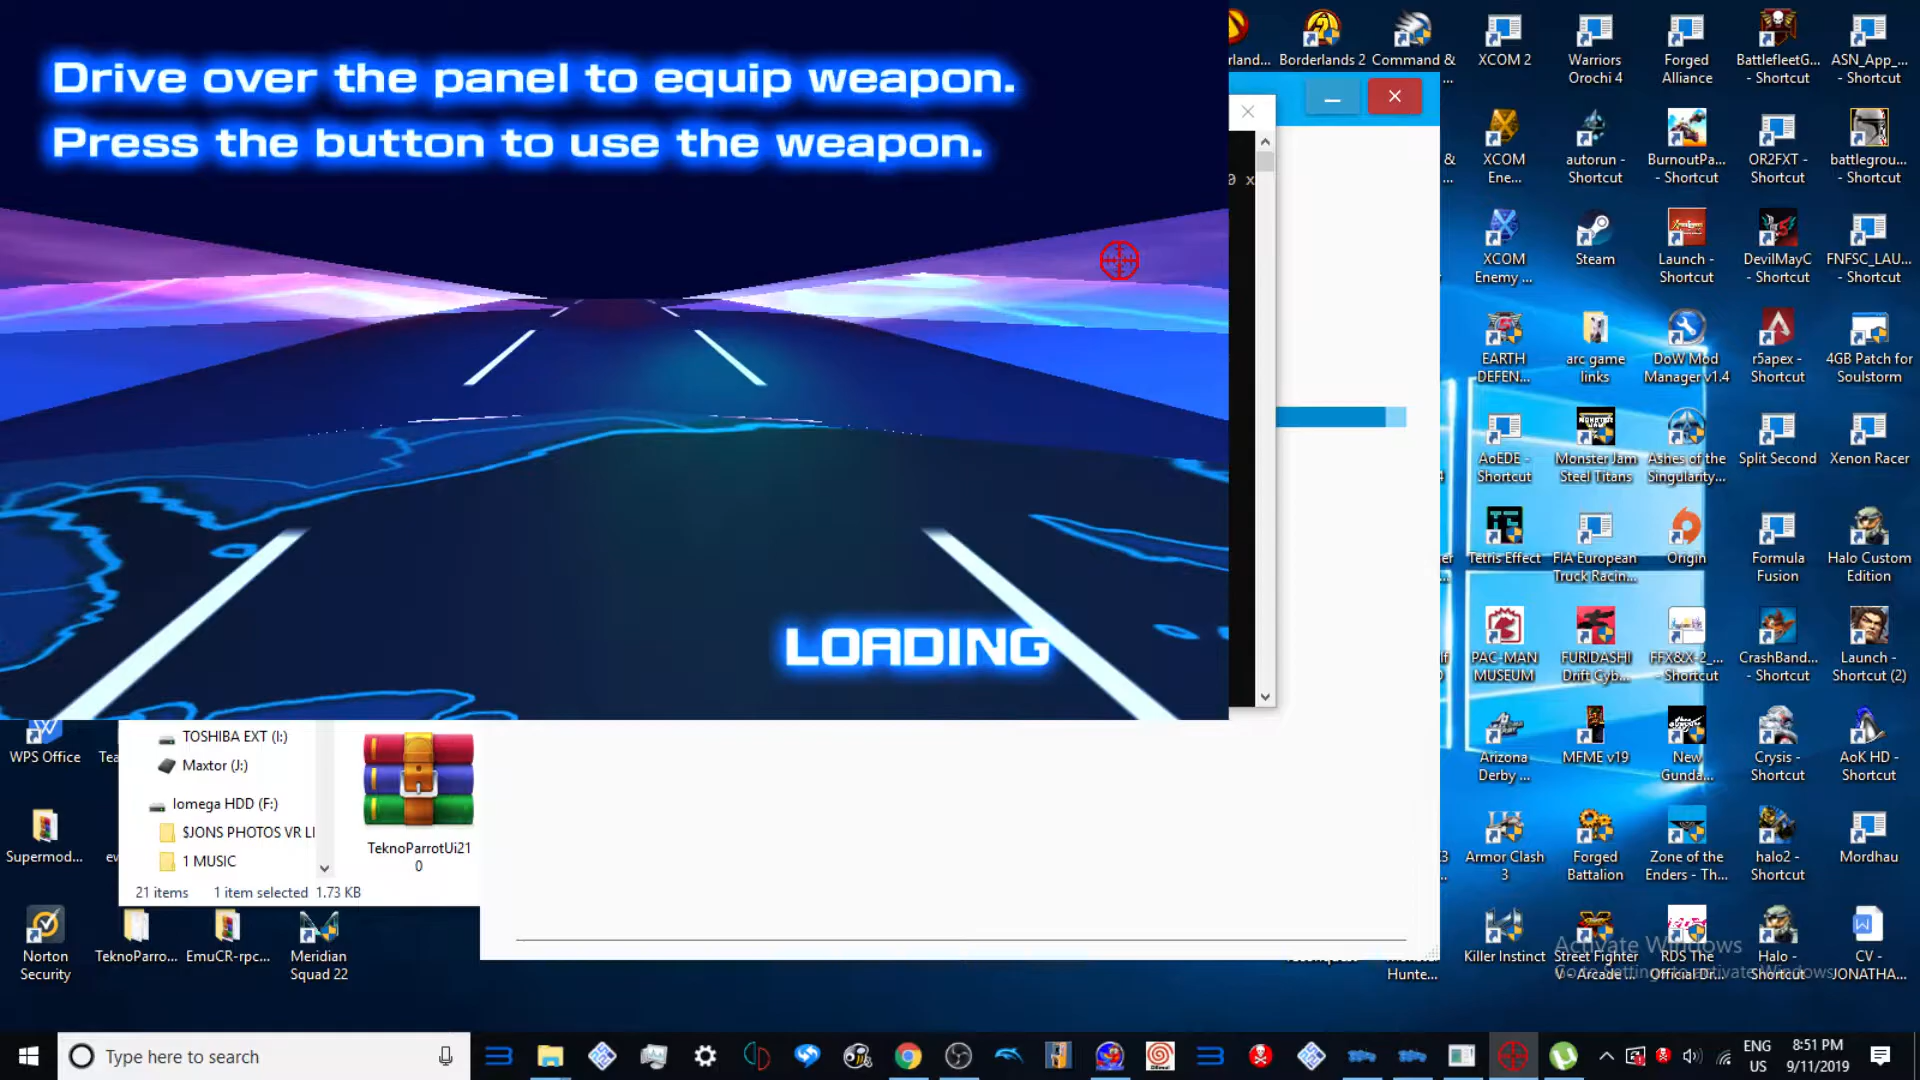 Drive over the panel to equip weapon.
Press the button to use the weapon.
LOADING
Borderlands 2
Command &
...
XCOM 2
Warriors
Orochi 4
Forged
Alliance
BattlefleetG...
- Shortcut
ASN_App_...
- Shortcut
XCOM
Ene...
autorun -
Shortcut
BurnoutPa...
- Shortcut
OR2FXT -
Shortcut
battlegrou...
- Shortcut
XCOM
Enemy ...
Steam
Launch -
Shortcut
DevilMayC
- Shortcut
FNFSC_LAU...
- Shortcut
EARTH
DEFEN...
arc game
links
DoW Mod
Manager v1.4
r5apex -
Shortcut
4GB Patch for
Soulstorm
AoEDE -
Shortcut
Monster Jam
Steel Titans
Ashes of the
Singularity...
Split Second
Xenon Racer
Tetris Effect
FIA European
Truck Racin...
Origin
Formula
Fusion
Halo Custom
Edition
PAC-MAN
MUSEUM
FURIDASHI
Drift Cyb...
FFX&X-2_...
- Shortcut
CrashBand...
- Shortcut
Launch -
Shortcut (2)
Arizona
Derby ...
MFME v19
New
Gunda...
Crysis -
Shortcut
AoK HD -
Shortcut
Armor Clash
3
Forged
Battalion
Zone of the
Enders - Th...
halo2 -
Shortcut
Mordhau
Killer Instinct
Street Fighter
V - Arcade ...
RDS The
Official Dr...
Halo -
Shortcut
CV -
JONATHA...
Activate Windows
Go to Settings to activate Windows.
Hunte...
WPS Office
Supermod...
TOSHIBA EXT (I:)
Maxtor (J:)
Iomega HDD (F:)
$JONS PHOTOS VR LI
1 MUSIC
TeknoParrotUi21
0
21 items
1 item selected
1.73 KB
Norton
Security
TeknoParro...
EmuCR-rpc...
Meridian
Squad 22
Type here to search
ENG
US
8:51 PM
9/11/2019